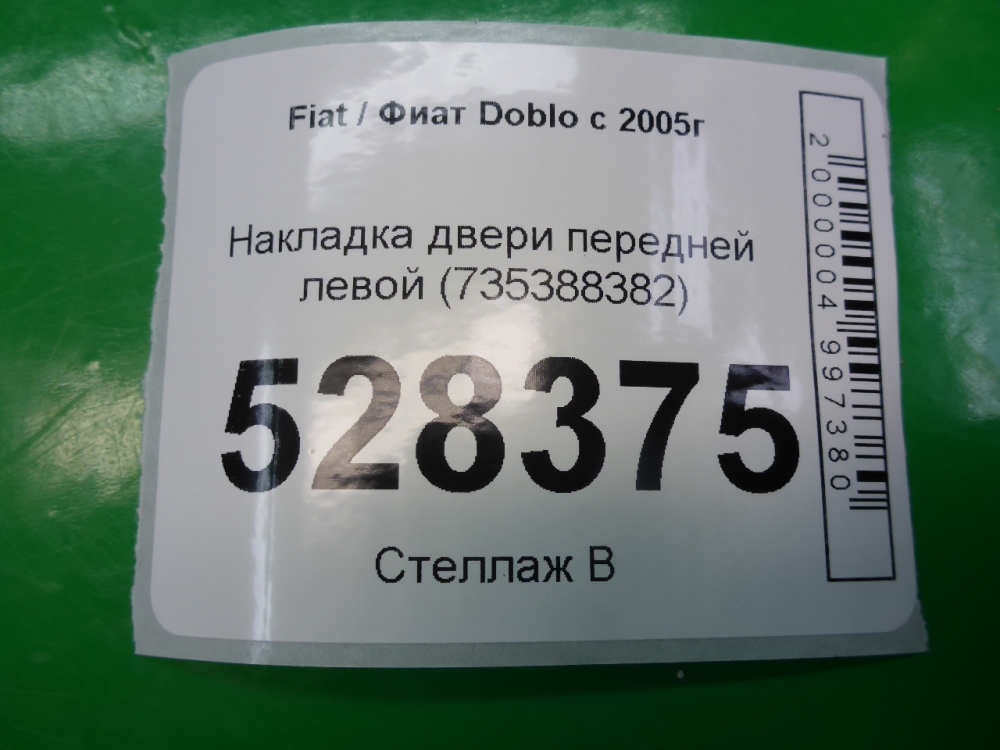 Fiat / Фиат Doblo с 2005г
Накладка двери передней
левой (735388382)
528375
Стеллаж В
2000004997380